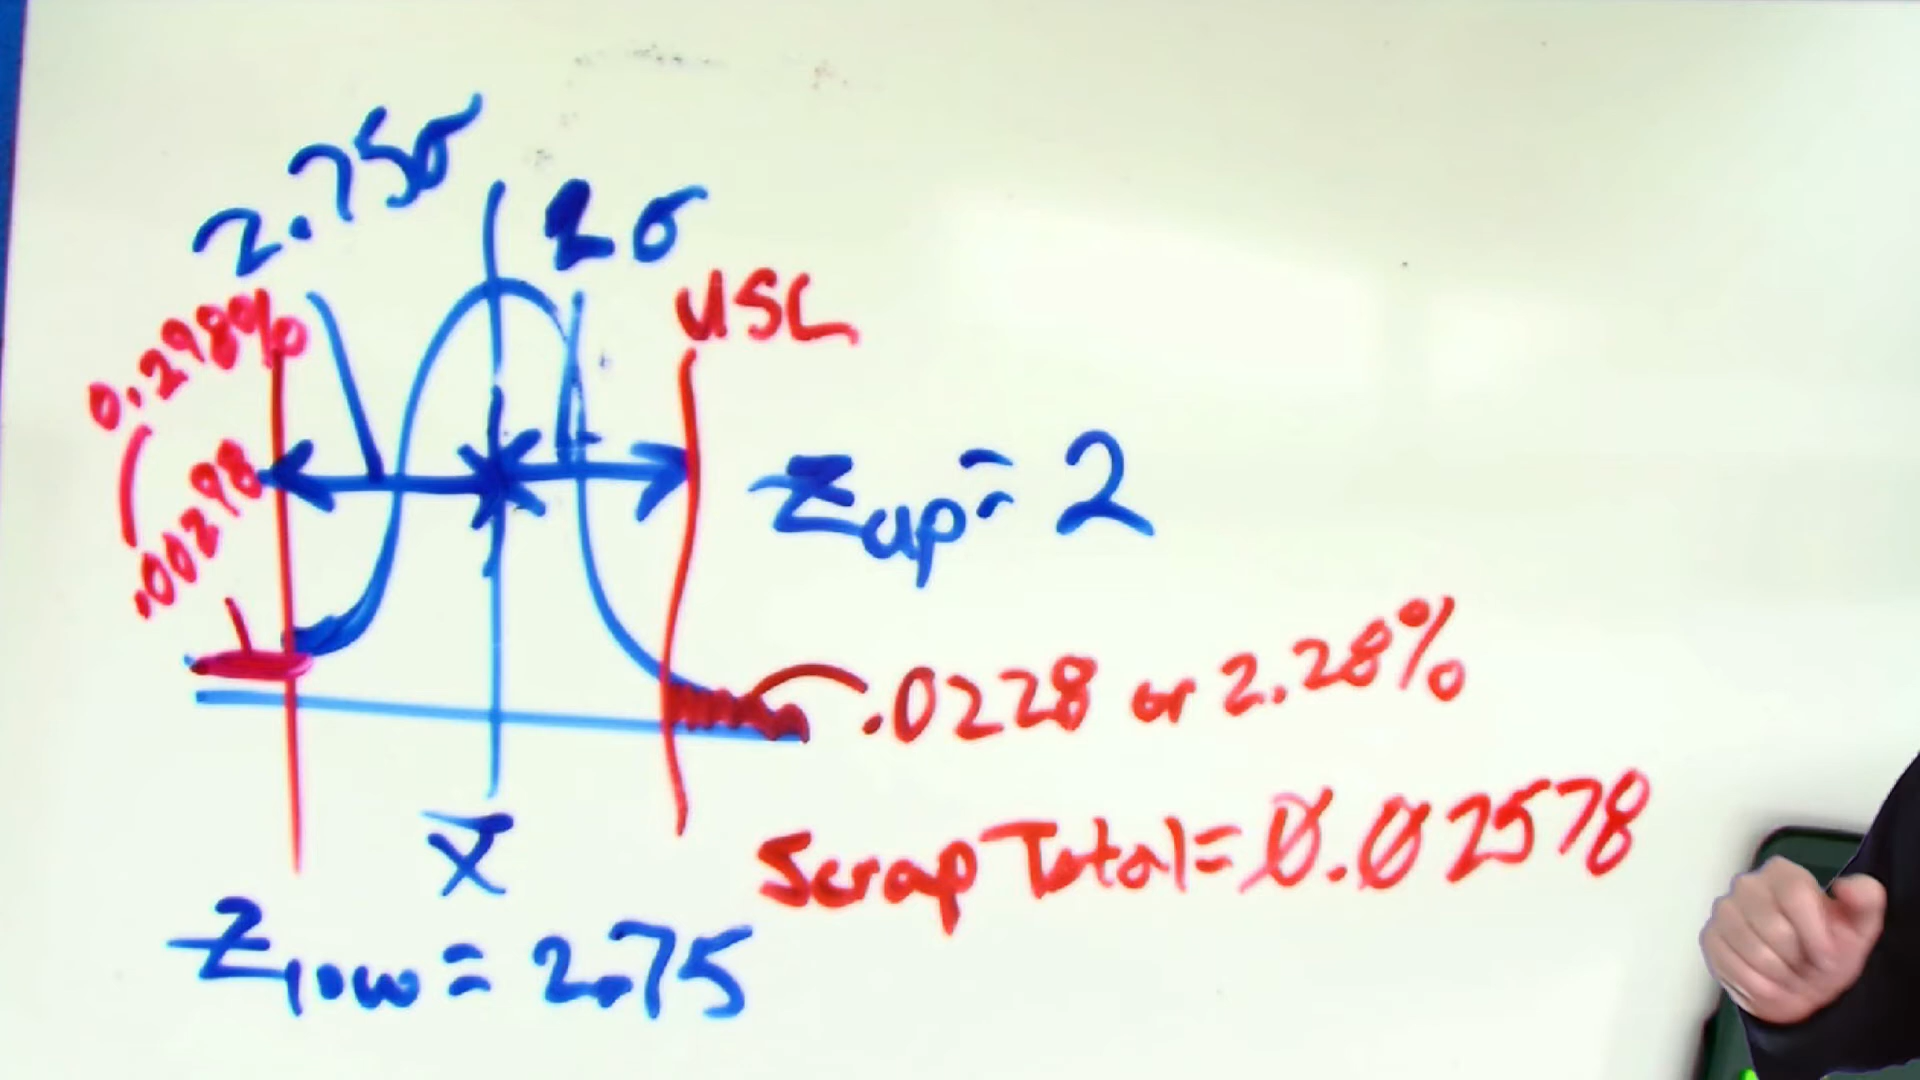 2.75σ
2σ
USL
0.298%
.00298
Zup = 2
.0228 or 2.28%
X̄
Scrap Total = 0.02578
Zlow = 2.75